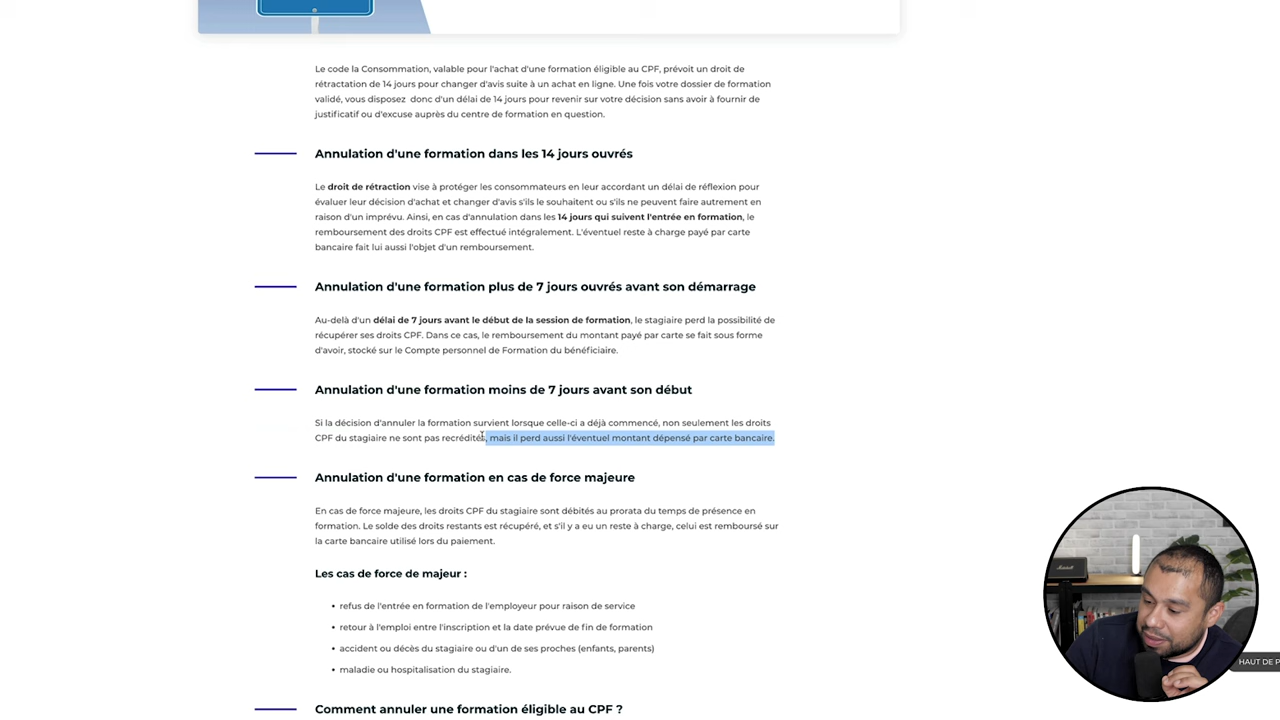 Le code la Consommation, valable pour l'achat d'une formation éligible au CPF, prévoit un droit de
rétractation de 14 jours pour changer d'avis suite à un achat en ligne. Une fois votre dossier de formation
validé, vous disposez donc d'un délai de 14 jours pour revenir sur votre décision sans avoir à fournir de
justificatif ou d'excuse auprès du centre de formation en question.
Annulation d'une formation dans les 14 jours ouvrés
Le droit de rétraction vise à protéger les consommateurs en leur accordant un délai de réflexion pour
évaluer leur décision d'achat et changer d'avis s'ils le souhaitent ou s'ils ne peuvent faire autrement en
raison d'un imprévu. Ainsi, en cas d'annulation dans les 14 jours qui suivent l'entrée en formation, le
remboursement des droits CPF est effectué intégralement. L'éventuel reste à charge payé par carte
bancaire fait lui aussi l'objet d'un remboursement.
Annulation d'une formation plus de 7 jours ouvrés avant son démarrage
Au-delà d'un délai de 7 jours avant le début de la session de formation, le stagiaire perd la possibilité de
récupérer ses droits CPF. Dans ce cas, le remboursement du montant payé par carte se fait sous forme
d'avoir, stocké sur le Compte personnel de Formation du bénéficiaire.
Annulation d'une formation moins de 7 jours avant son début
Si la décision d'annuler la formation survient lorsque celle-ci a déjà commencé, non seulement les droits
CPF du stagiaire ne sont pas recrédités, mais il perd aussi l'éventuel montant dépensé par carte bancaire.
Annulation d'une formation en cas de force majeure
En cas de force majeure, les droits CPF du stagiaire sont débités au prorata du temps de présence en
formation. Le solde des droits restants est récupéré, et s'il y a eu un reste à charge, celui est remboursé sur
la carte bancaire utilisé lors du paiement.
Les cas de force de majeur :
• refus de l'entrée en formation de l'employeur pour raison de service
• retour à l'emploi entre l'inscription et la date prévue de fin de formation
• accident ou décès du stagiaire ou d'un de ses proches (enfants, parents)
• maladie ou hospitalisation du stagiaire.
HAUT DE P
Comment annuler une formation éligible au CPF ?